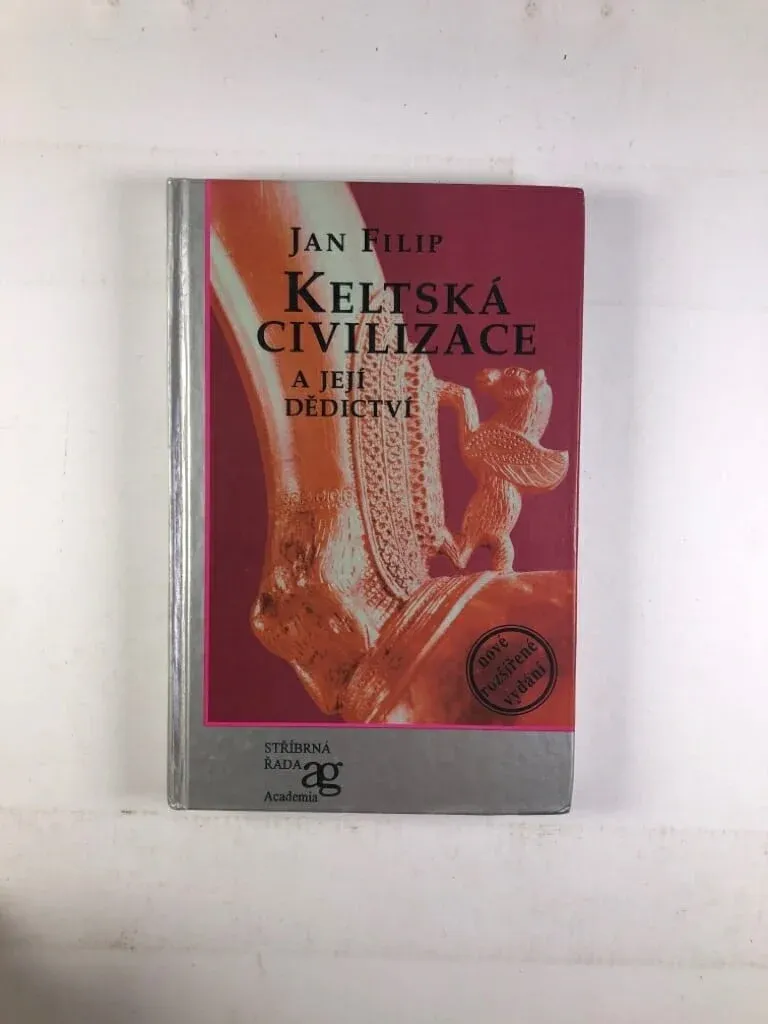 JAN FILIP
KELTSKÁ
CIVILIZACE
A JEJÍ
DĚDICTVÍ
nové
rozšířené
vydání
STŘÍBRNÁ
ŘADA
ag
Academia